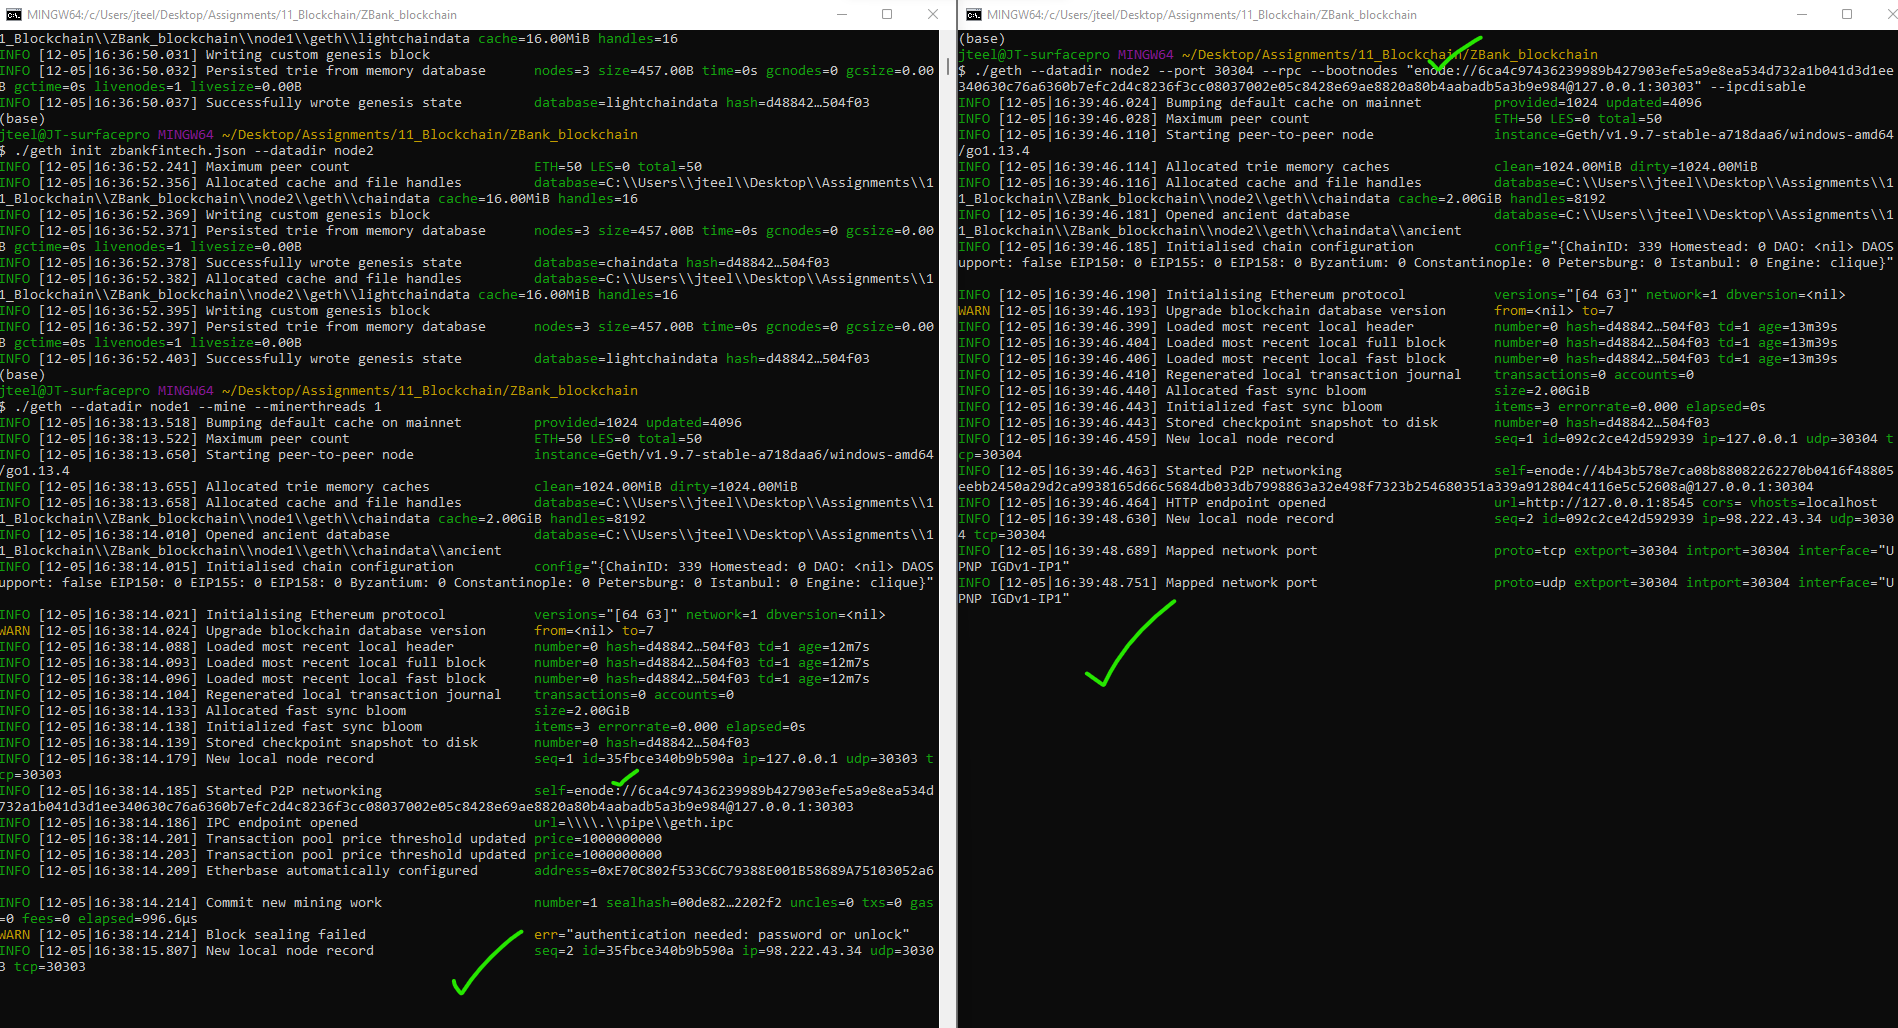 MINGW64:/c/Users/jteel/Desktop/Assignments/11_Blockchain/ZBank_blockchain
1_Blockchain\\ZBank_blockchain\\node1\\geth\\lightchaindata cache=16.00MiB handles=16
INFO [12-05|16:36:50.031] Writing custom genesis block
INFO [12-05|16:36:50.032] Persisted trie from memory database      nodes=3 size=457.00B time=0s gcnodes=0 gcsize=0.00
B gctime=0s livenodes=1 livesize=0.00B
INFO [12-05|16:36:50.037] Successfully wrote genesis state         database=lightchaindata hash=d48842…504f03
(base)
jteel@JT-surfacepro MINGW64 ~/Desktop/Assignments/11_Blockchain/ZBank_blockchain
$ ./geth init zbankfintech.json --datadir node2
INFO [12-05|16:36:52.241] Maximum peer count                       ETH=50 LES=0 total=50
INFO [12-05|16:36:52.356] Allocated cache and file handles         database=C:\\Users\\jteel\\Desktop\\Assignments\\1
1_Blockchain\\ZBank_blockchain\\node2\\geth\\chaindata cache=16.00MiB handles=16
INFO [12-05|16:36:52.369] Writing custom genesis block
INFO [12-05|16:36:52.371] Persisted trie from memory database      nodes=3 size=457.00B time=0s gcnodes=0 gcsize=0.00
B gctime=0s livenodes=1 livesize=0.00B
INFO [12-05|16:36:52.378] Successfully wrote genesis state         database=chaindata hash=d48842…504f03
INFO [12-05|16:36:52.382] Allocated cache and file handles         database=C:\\Users\\jteel\\Desktop\\Assignments\\1
1_Blockchain\\ZBank_blockchain\\node2\\geth\\lightchaindata cache=16.00MiB handles=16
INFO [12-05|16:36:52.395] Writing custom genesis block
INFO [12-05|16:36:52.397] Persisted trie from memory database      nodes=3 size=457.00B time=0s gcnodes=0 gcsize=0.00
B gctime=0s livenodes=1 livesize=0.00B
INFO [12-05|16:36:52.403] Successfully wrote genesis state         database=lightchaindata hash=d48842…504f03
(base)
jteel@JT-surfacepro MINGW64 ~/Desktop/Assignments/11_Blockchain/ZBank_blockchain
$ ./geth --datadir node1 --mine --minerthreads 1
INFO [12-05|16:38:13.518] Bumping default cache on mainnet         provided=1024 updated=4096
INFO [12-05|16:38:13.522] Maximum peer count                       ETH=50 LES=0 total=50
INFO [12-05|16:38:13.650] Starting peer-to-peer node               instance=Geth/v1.9.7-stable-a718daa6/windows-amd64
/go1.13.4
INFO [12-05|16:38:13.655] Allocated trie memory caches             clean=1024.00MiB dirty=1024.00MiB
INFO [12-05|16:38:13.658] Allocated cache and file handles         database=C:\\Users\\jteel\\Desktop\\Assignments\\1
1_Blockchain\\ZBank_blockchain\\node1\\geth\\chaindata cache=2.00GiB handles=8192
INFO [12-05|16:38:14.010] Opened ancient database                  database=C:\\Users\\jteel\\Desktop\\Assignments\\1
1_Blockchain\\ZBank_blockchain\\node1\\geth\\chaindata\\ancient
INFO [12-05|16:38:14.015] Initialised chain configuration          config="{ChainID: 339 Homestead: 0 DAO: <nil> DAOS
upport: false EIP150: 0 EIP155: 0 EIP158: 0 Byzantium: 0 Constantinople: 0 Petersburg: 0 Istanbul: 0 Engine: clique}"
INFO [12-05|16:38:14.021] Initialising Ethereum protocol           versions="[64 63]" network=1 dbversion=<nil>
WARN [12-05|16:38:14.024] Upgrade blockchain database version      from=<nil> to=7
INFO [12-05|16:38:14.088] Loaded most recent local header          number=0 hash=d48842…504f03 td=1 age=12m7s
INFO [12-05|16:38:14.093] Loaded most recent local full block      number=0 hash=d48842…504f03 td=1 age=12m7s
INFO [12-05|16:38:14.096] Loaded most recent local fast block      number=0 hash=d48842…504f03 td=1 age=12m7s
INFO [12-05|16:38:14.104] Regenerated local transaction journal    transactions=0 accounts=0
INFO [12-05|16:38:14.133] Allocated fast sync bloom                size=2.00GiB
INFO [12-05|16:38:14.138] Initialized fast sync bloom              items=3 errorrate=0.000 elapsed=0s
INFO [12-05|16:38:14.139] Stored checkpoint snapshot to disk       number=0 hash=d48842…504f03
INFO [12-05|16:38:14.179] New local node record                    seq=1 id=35fbce340b9b590a ip=127.0.0.1 udp=30303 t
cp=30303
INFO [12-05|16:38:14.185] Started P2P networking                   self=enode://6ca4c97436239989b427903efe5a9e8ea534d
732a1b041d3d1ee340630c76a6360b7efc2d4c8236f3cc08037002e05c8428e69ae8820a80b4aabadb5a3b9e984@127.0.0.1:30303
INFO [12-05|16:38:14.186] IPC endpoint opened                      url=\\\\.\\pipe\\geth.ipc
INFO [12-05|16:38:14.201] Transaction pool price threshold updated price=1000000000
INFO [12-05|16:38:14.203] Transaction pool price threshold updated price=1000000000
INFO [12-05|16:38:14.209] Etherbase automatically configured       address=0xE70C802f533C6C79388E001B58689A75103052a6
INFO [12-05|16:38:14.214] Commit new mining work                   number=1 sealhash=00de82…2202f2 uncles=0 txs=0 gas
=0 fees=0 elapsed=996.6µs
WARN [12-05|16:38:14.214] Block sealing failed                     err="authentication needed: password or unlock"
INFO [12-05|16:38:15.807] New local node record                    seq=2 id=35fbce340b9b590a ip=98.222.43.34 udp=3030
3 tcp=30303
MINGW64:/c/Users/jteel/Desktop/Assignments/11_Blockchain/ZBank_blockchain
(base)
jteel@JT-surfacepro MINGW64 ~/Desktop/Assignments/11_Blockchain/ZBank_blockchain
$ ./geth --datadir node2 --port 30304 --rpc --bootnodes "enode://6ca4c97436239989b427903efe5a9e8ea534d732a1b041d3d1ee
340630c76a6360b7efc2d4c8236f3cc08037002e05c8428e69ae8820a80b4aabadb5a3b9e984@127.0.0.1:30303" --ipcdisable
INFO [12-05|16:39:46.024] Bumping default cache on mainnet         provided=1024 updated=4096
INFO [12-05|16:39:46.028] Maximum peer count                       ETH=50 LES=0 total=50
INFO [12-05|16:39:46.110] Starting peer-to-peer node               instance=Geth/v1.9.7-stable-a718daa6/windows-amd64
/go1.13.4
INFO [12-05|16:39:46.114] Allocated trie memory caches             clean=1024.00MiB dirty=1024.00MiB
INFO [12-05|16:39:46.116] Allocated cache and file handles         database=C:\\Users\\jteel\\Desktop\\Assignments\\1
1_Blockchain\\ZBank_blockchain\\node2\\geth\\chaindata cache=2.00GiB handles=8192
INFO [12-05|16:39:46.181] Opened ancient database                  database=C:\\Users\\jteel\\Desktop\\Assignments\\1
1_Blockchain\\ZBank_blockchain\\node2\\geth\\chaindata\\ancient
INFO [12-05|16:39:46.185] Initialised chain configuration          config="{ChainID: 339 Homestead: 0 DAO: <nil> DAOS
upport: false EIP150: 0 EIP155: 0 EIP158: 0 Byzantium: 0 Constantinople: 0 Petersburg: 0 Istanbul: 0 Engine: clique}"
INFO [12-05|16:39:46.190] Initialising Ethereum protocol           versions="[64 63]" network=1 dbversion=<nil>
WARN [12-05|16:39:46.193] Upgrade blockchain database version      from=<nil> to=7
INFO [12-05|16:39:46.399] Loaded most recent local header          number=0 hash=d48842…504f03 td=1 age=13m39s
INFO [12-05|16:39:46.404] Loaded most recent local full block      number=0 hash=d48842…504f03 td=1 age=13m39s
INFO [12-05|16:39:46.406] Loaded most recent local fast block      number=0 hash=d48842…504f03 td=1 age=13m39s
INFO [12-05|16:39:46.410] Regenerated local transaction journal    transactions=0 accounts=0
INFO [12-05|16:39:46.440] Allocated fast sync bloom                size=2.00GiB
INFO [12-05|16:39:46.443] Initialized fast sync bloom              items=3 errorrate=0.000 elapsed=0s
INFO [12-05|16:39:46.443] Stored checkpoint snapshot to disk       number=0 hash=d48842…504f03
INFO [12-05|16:39:46.459] New local node record                    seq=1 id=092c2ce42d592939 ip=127.0.0.1 udp=30304 t
cp=30304
INFO [12-05|16:39:46.463] Started P2P networking                   self=enode://4b43b578e7ca08b88082262270b0416f48805
eebb2450a29d2ca9938165d66c5684db033db7998863a32e498f7323b254680351a339a912804c4116e5c52608a@127.0.0.1:30304
INFO [12-05|16:39:46.464] HTTP endpoint opened                     url=http://127.0.0.1:8545 cors= vhosts=localhost
INFO [12-05|16:39:48.630] New local node record                    seq=2 id=092c2ce42d592939 ip=98.222.43.34 udp=3030
4 tcp=30304
INFO [12-05|16:39:48.689] Mapped network port                      proto=tcp extport=30304 intport=30304 interface="U
PNP IGDv1-IP1"
INFO [12-05|16:39:48.751] Mapped network port                      proto=udp extport=30304 intport=30304 interface="U
PNP IGDv1-IP1"